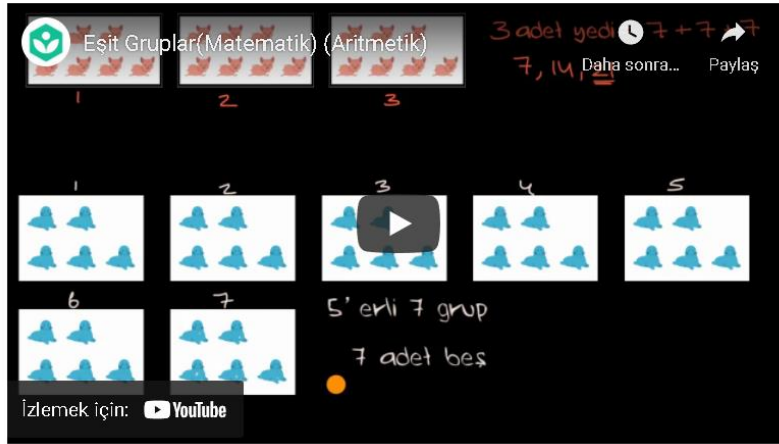 Eşit Gruplar(Matematik) (Aritmetik)
3 adet yedi 7 + 7 + 7
7, 14, 21
Daha sonra...
Paylaş
1 2 3
1 2 3 4 5
6 7
5' erli 7 grup
7 adet beş
İzlemek için: YouTube